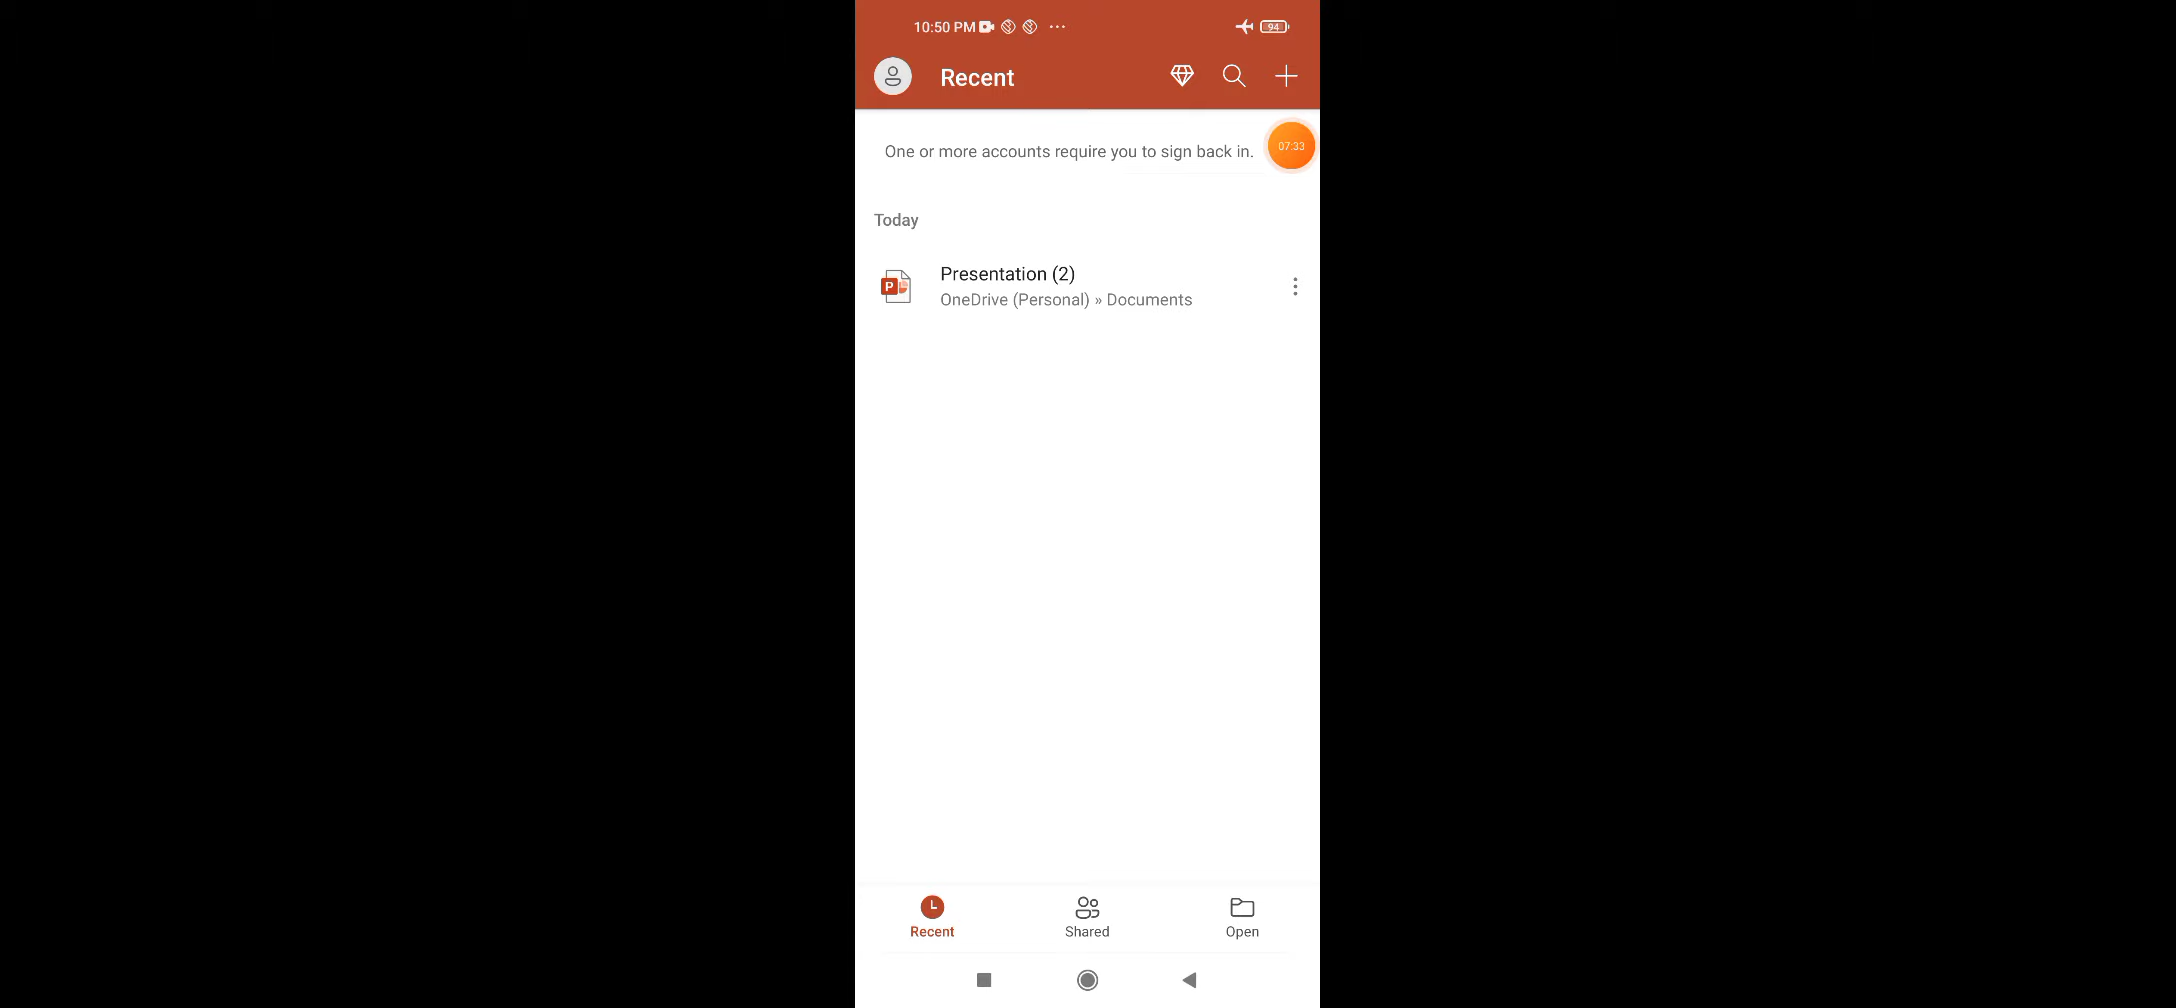 10:50 PM
94
Recent
One or more accounts require you to sign back in.
07:33
Today
P
Presentation (2)
OneDrive (Personal) » Documents
Recent
Shared
Open